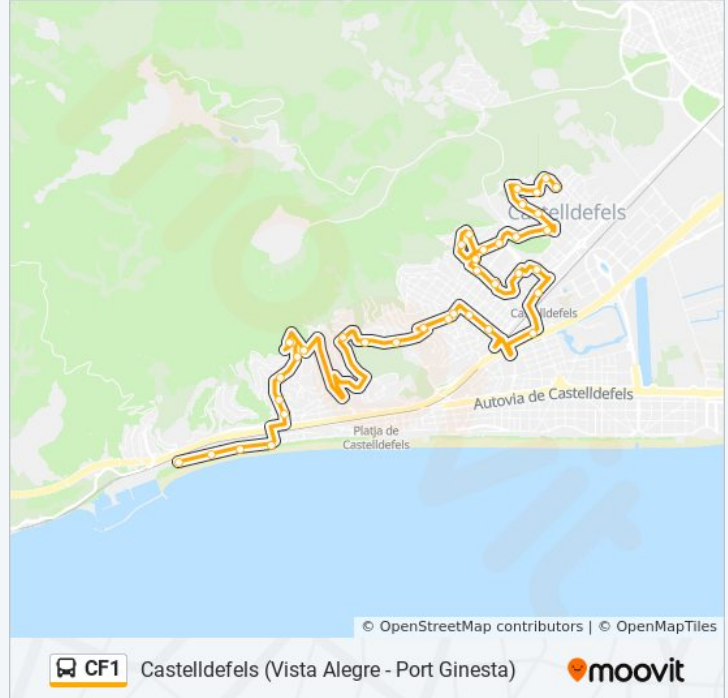 Castelldefels
Castelldefels
Autovia de Castelldefels
Platja de
Castelldefels
© OpenStreetMap contributors | © OpenMapTiles
CF1 Castelldefels (Vista Alegre - Port Ginesta) moovit